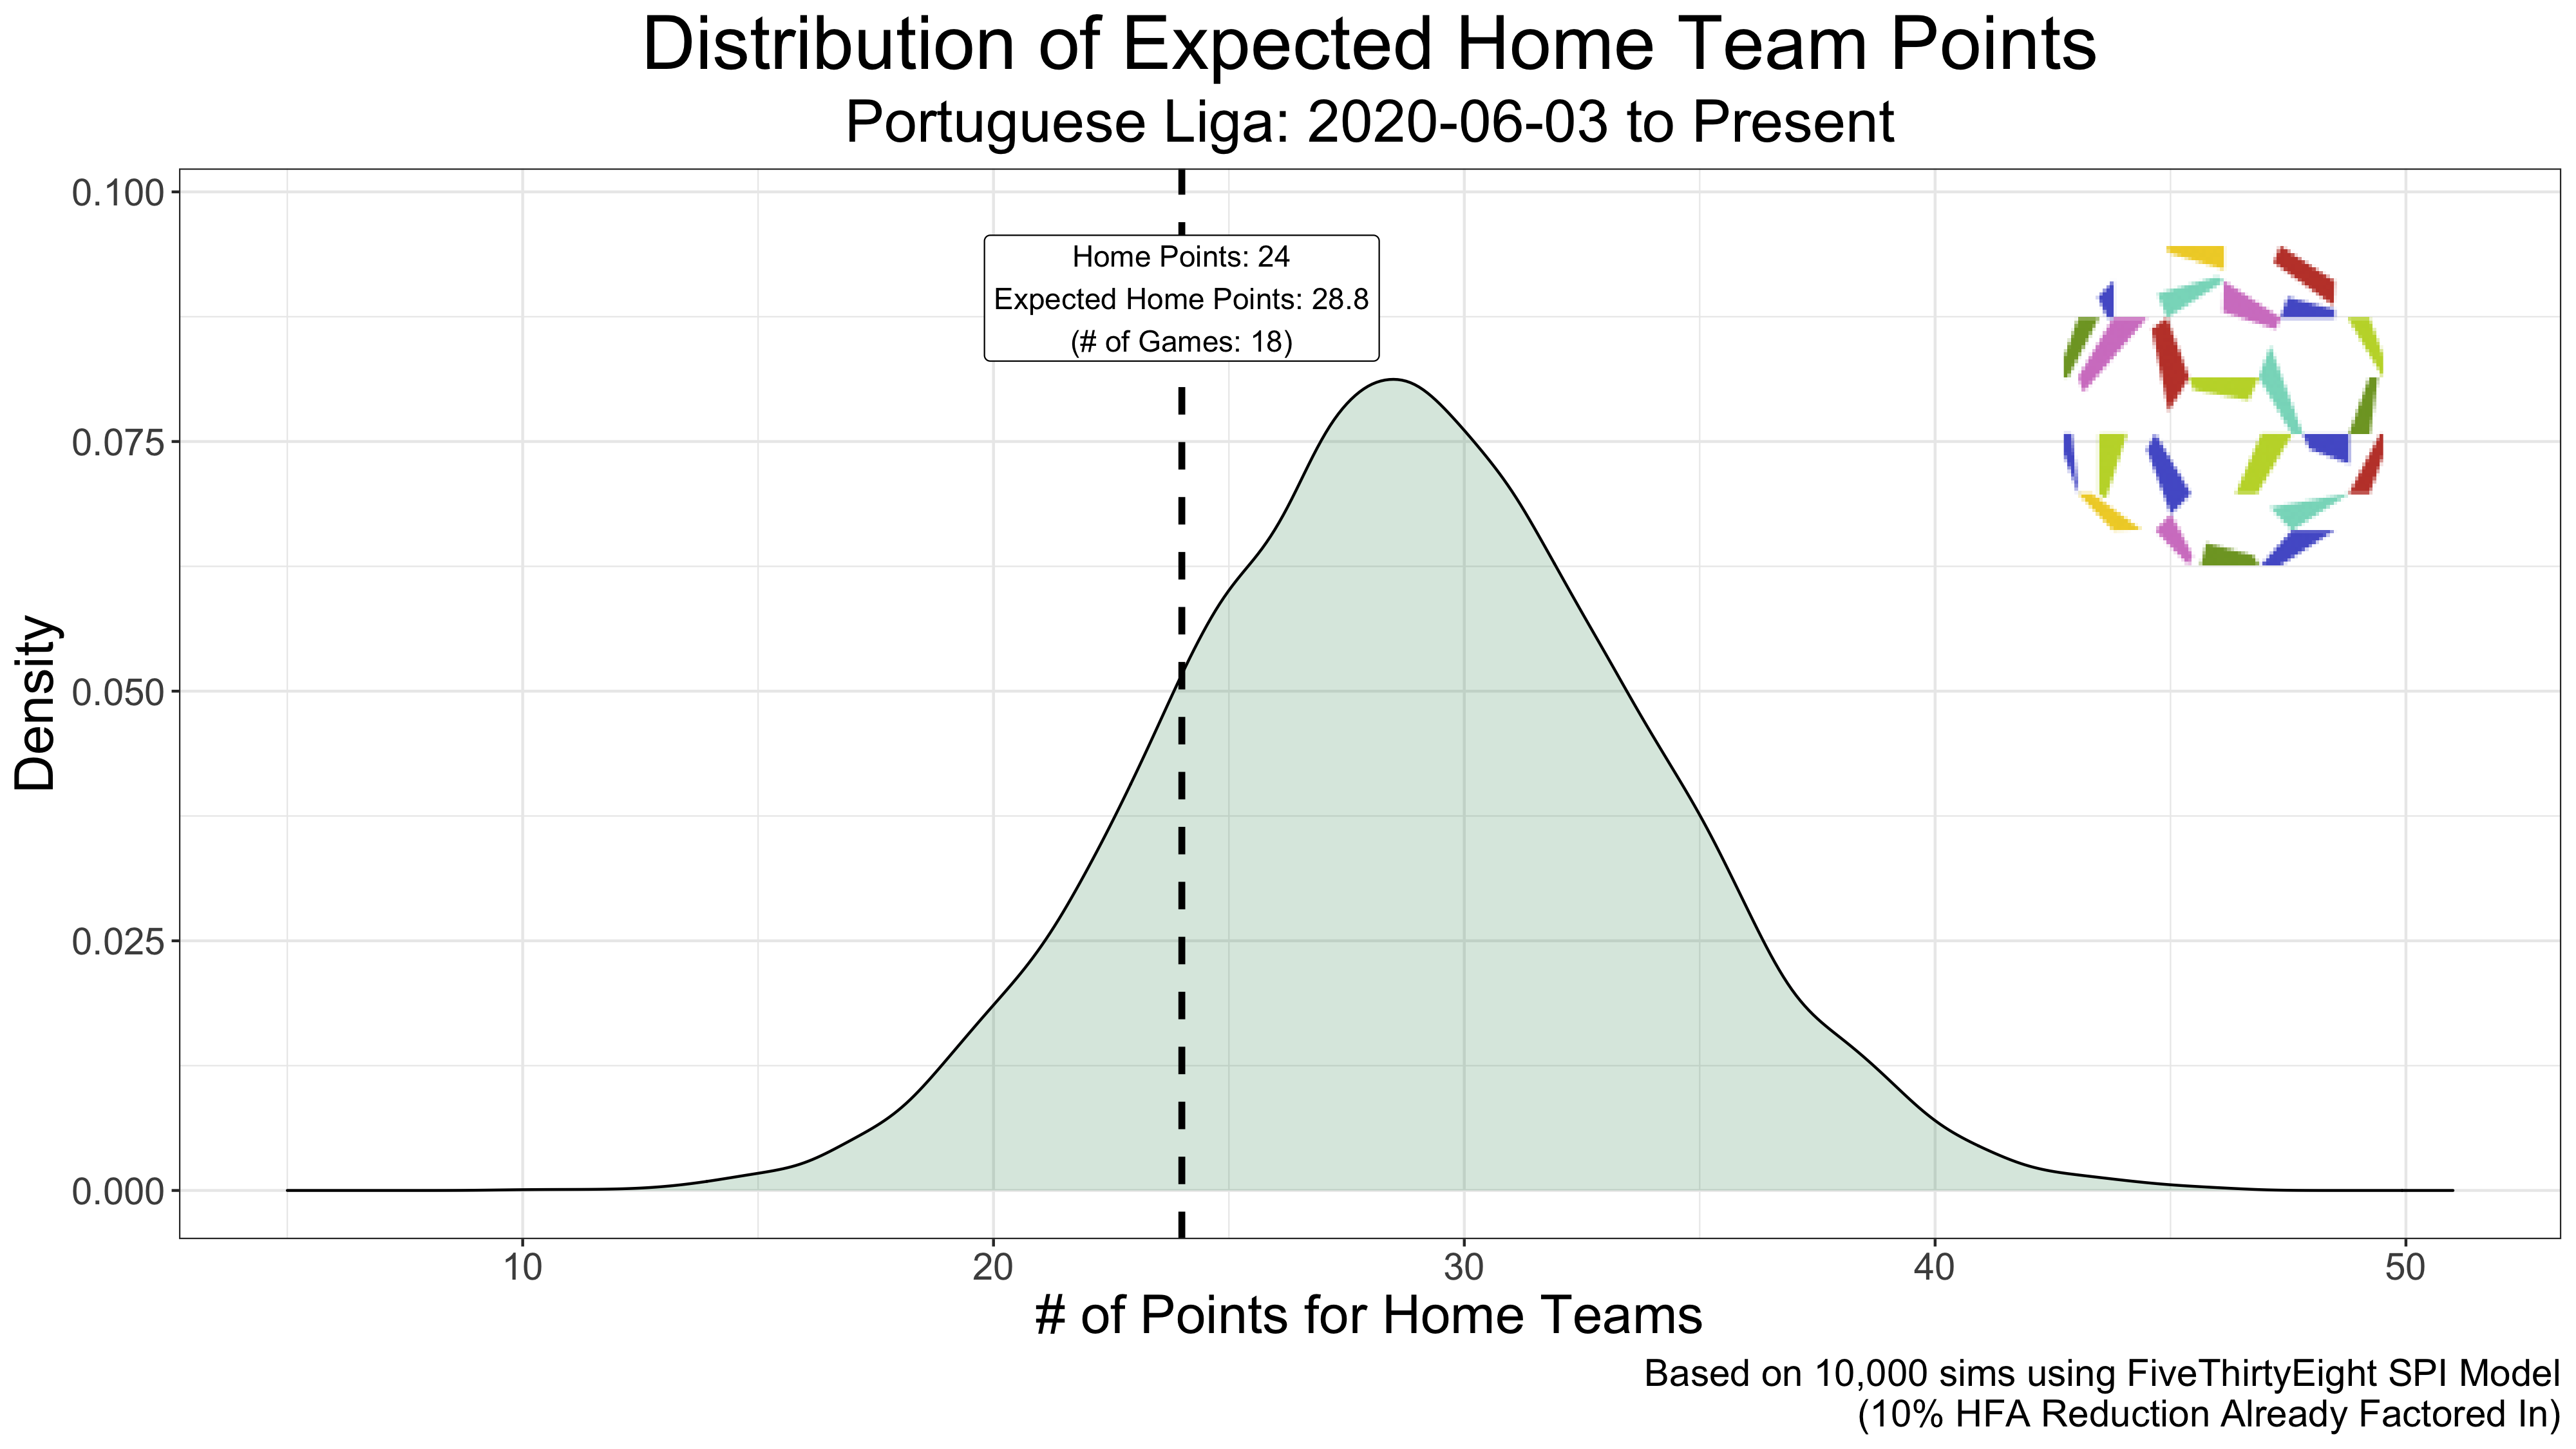 Distribution of Expected Home Team Points
Portuguese Liga: 2020-06-03 to Present
0.100
0.075
0.050
0.025
0.000
Density
Home Points: 24
Expected Home Points: 28.8
(# of Games: 18)
10
20
30
40
50
# of Points for Home Teams
Based on 10,000 sims using FiveThirtyEight SPI Model
(10% HFA Reduction Already Factored In)